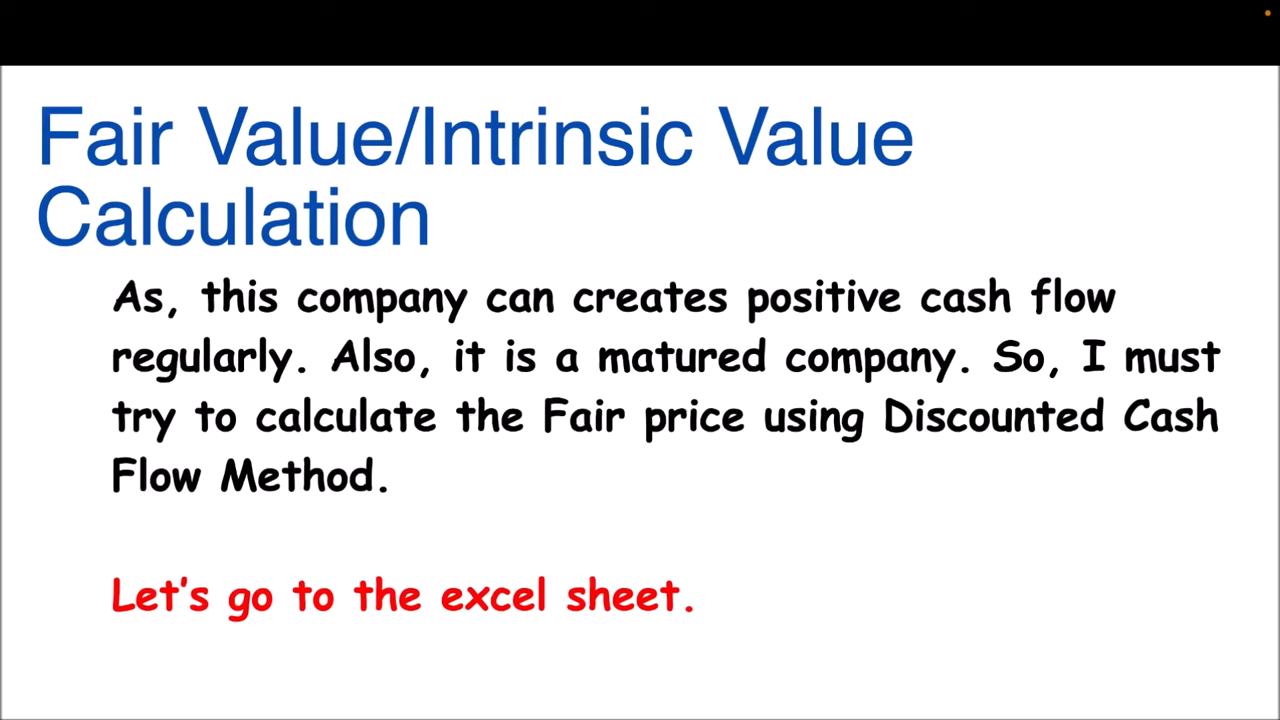 Fair Value/Intrinsic Value
Calculation
As, this company can creates positive cash flow
regularly. Also, it is a matured company. So, I must
try to calculate the Fair price using Discounted Cash
Flow Method.
Let's go to the excel sheet.